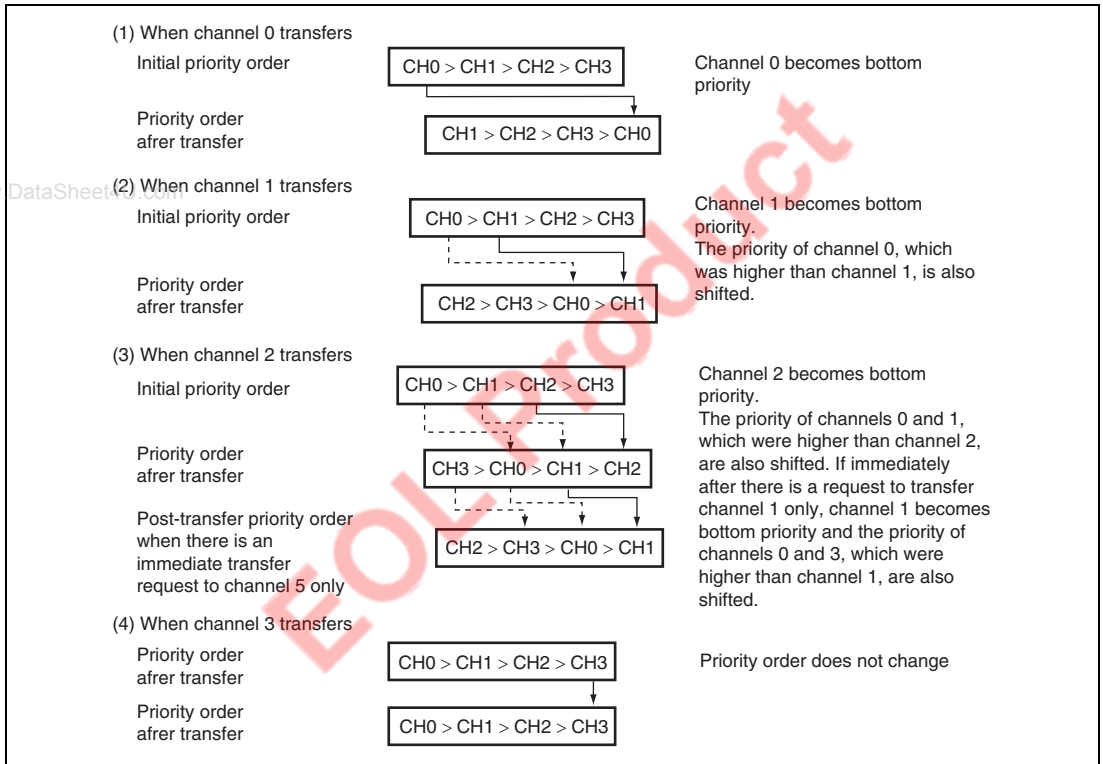 (1) When channel 0 transfers
Initial priority order
CH0 > CH1 > CH2 > CH3
Channel 0 becomes bottom
priority
Priority order
afrer transfer
CH1 > CH2 > CH3 > CH0
DataSheet4U.com
(2) When channel 1 transfers
Initial priority order
CH0 > CH1 > CH2 > CH3
Channel 1 becomes bottom
priority.
The priority of channel 0, which
was higher than channel 1, is also
shifted.
Priority order
afrer transfer
CH2 > CH3 > CH0 > CH1
(3) When channel 2 transfers
Initial priority order
CH0 > CH1 > CH2 > CH3
Channel 2 becomes bottom
priority.
The priority of channels 0 and 1,
which were higher than channel 2,
are also shifted. If immediately
after there is a request to transfer
channel 1 only, channel 1 becomes
bottom priority and the priority of
channels 0 and 3, which were
higher than channel 1, are also
shifted.
Priority order
afrer transfer
CH3 > CH0 > CH1 > CH2
Post-transfer priority order
when there is an
immediate transfer
request to channel 5 only
CH2 > CH3 > CH0 > CH1
(4) When channel 3 transfers
Priority order
afrer transfer
CH0 > CH1 > CH2 > CH3
Priority order does not change
Priority order
afrer transfer
CH0 > CH1 > CH2 > CH3
EOL Product